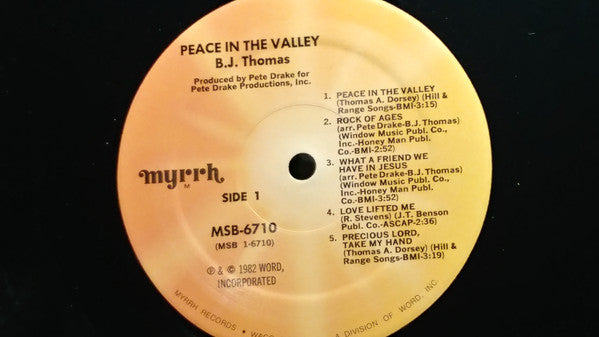 PEACE IN THE VALLEY
B.J. Thomas
Produced by Pete Drake for
Pete Drake Productions, Inc.
myrrh
M
SIDE 1
MSB-6710
(MSB 1-6710)
℗ & © 1982 WORD,
INCORPORATED
1. PEACE IN THE VALLEY
(Thomas A. Dorsey) (Hill &
Range Songs-BMI-3:15)
2. ROCK OF AGES
(arr. Pete Drake-B.J. Thomas)
(Window Music Publ. Co.,
Inc.-Honey Man Publ.
Co.-BMI-2:52)
3. WHAT A FRIEND WE
HAVE IN JESUS
(arr. Pete Drake-B.J. Thomas)
(Window Music Publ. Co.,
Inc.-Honey Man Publ.
Co.-BMI-3:32)
4. LOVE LIFTED ME
(R. Stevens) (J.T. Benson
Publ. Co.-ASCAP-2:36)
5. PRECIOUS LORD,
TAKE MY HAND
(Thomas A. Dorsey) (Hill &
Range Songs-BMI-3:19)
MYRRH RECORDS • A DIVISION OF WORD, INC.